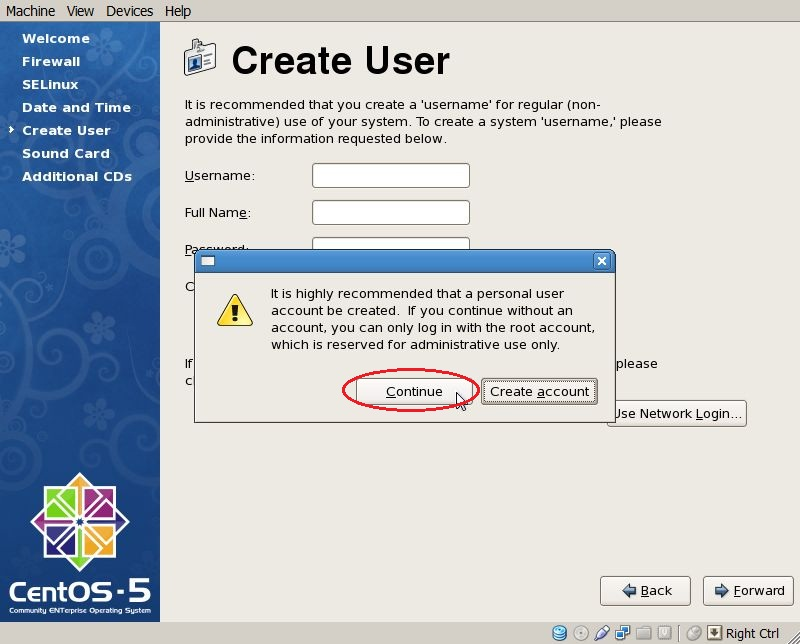 Machine View Devices Help
Welcome
Firewall
SELinux
Date and Time
Create User
Sound Card
Additional CDs
Create User
It is recommended that you create a 'username' for regular (non-
administrative) use of your system. To create a system 'username,' please
provide the information requested below.
Username:
Full Name:
Password:
C
It is highly recommended that a personal user
account be created. If you continue without an
account, you can only log in with the root account,
which is reserved for administrative use only.
If
please
Continue
Create account
Use Network Login...
CentOS-5
Community ENTerprise Operating System
Back
Forward
Right Ctrl